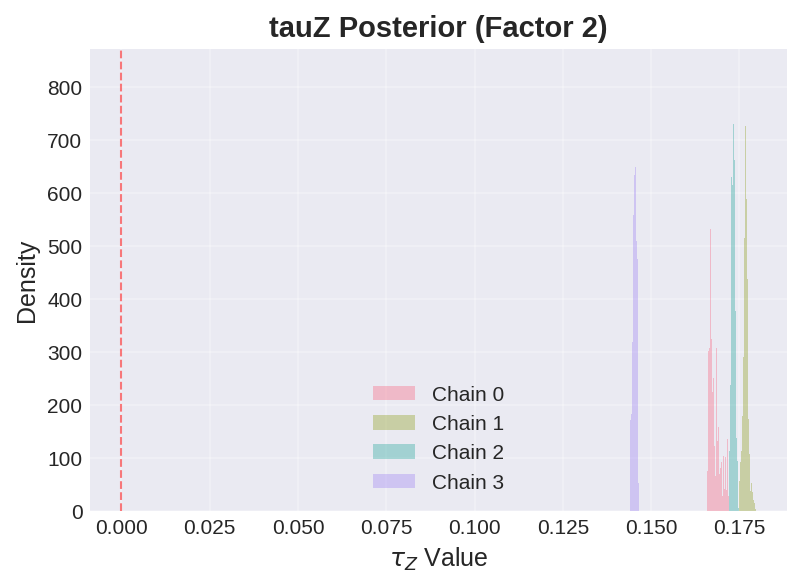 tauZ Posterior (Factor 2)
Density
800
700
600
500
400
300
200
100
0
Chain 0
Chain 1
Chain 2
Chain 3
0.000 0.025 0.050 0.075 0.100 0.125 0.150 0.175
τZ Value